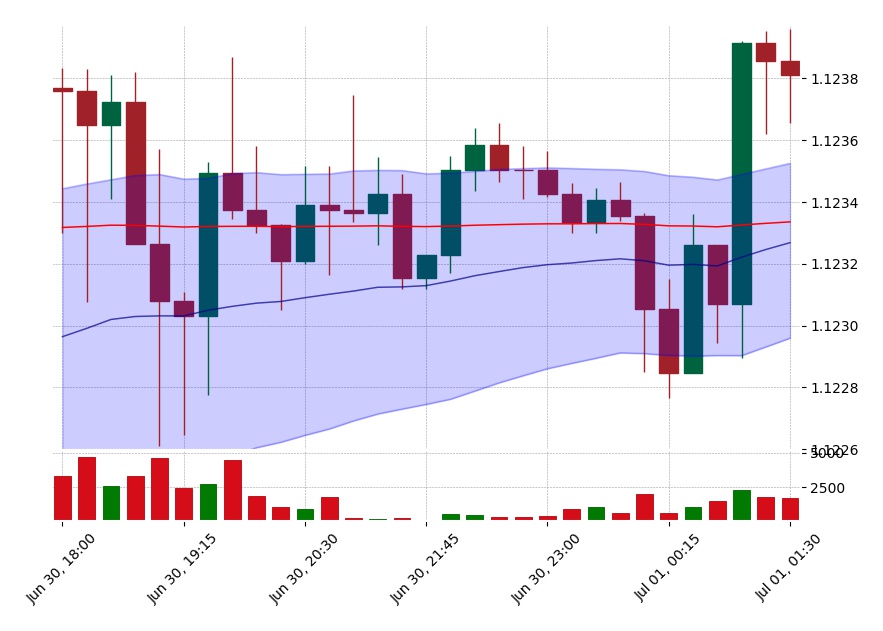 1.1238
1.1236
1.1234
1.1232
1.1230
1.1228
1.1226
5000
2500
Jun 30, 18:00
Jun 30, 19:15
Jun 30, 20:30
Jun 30, 21:45
Jun 30, 23:00
Jul 01, 00:15
Jul 01, 01:30